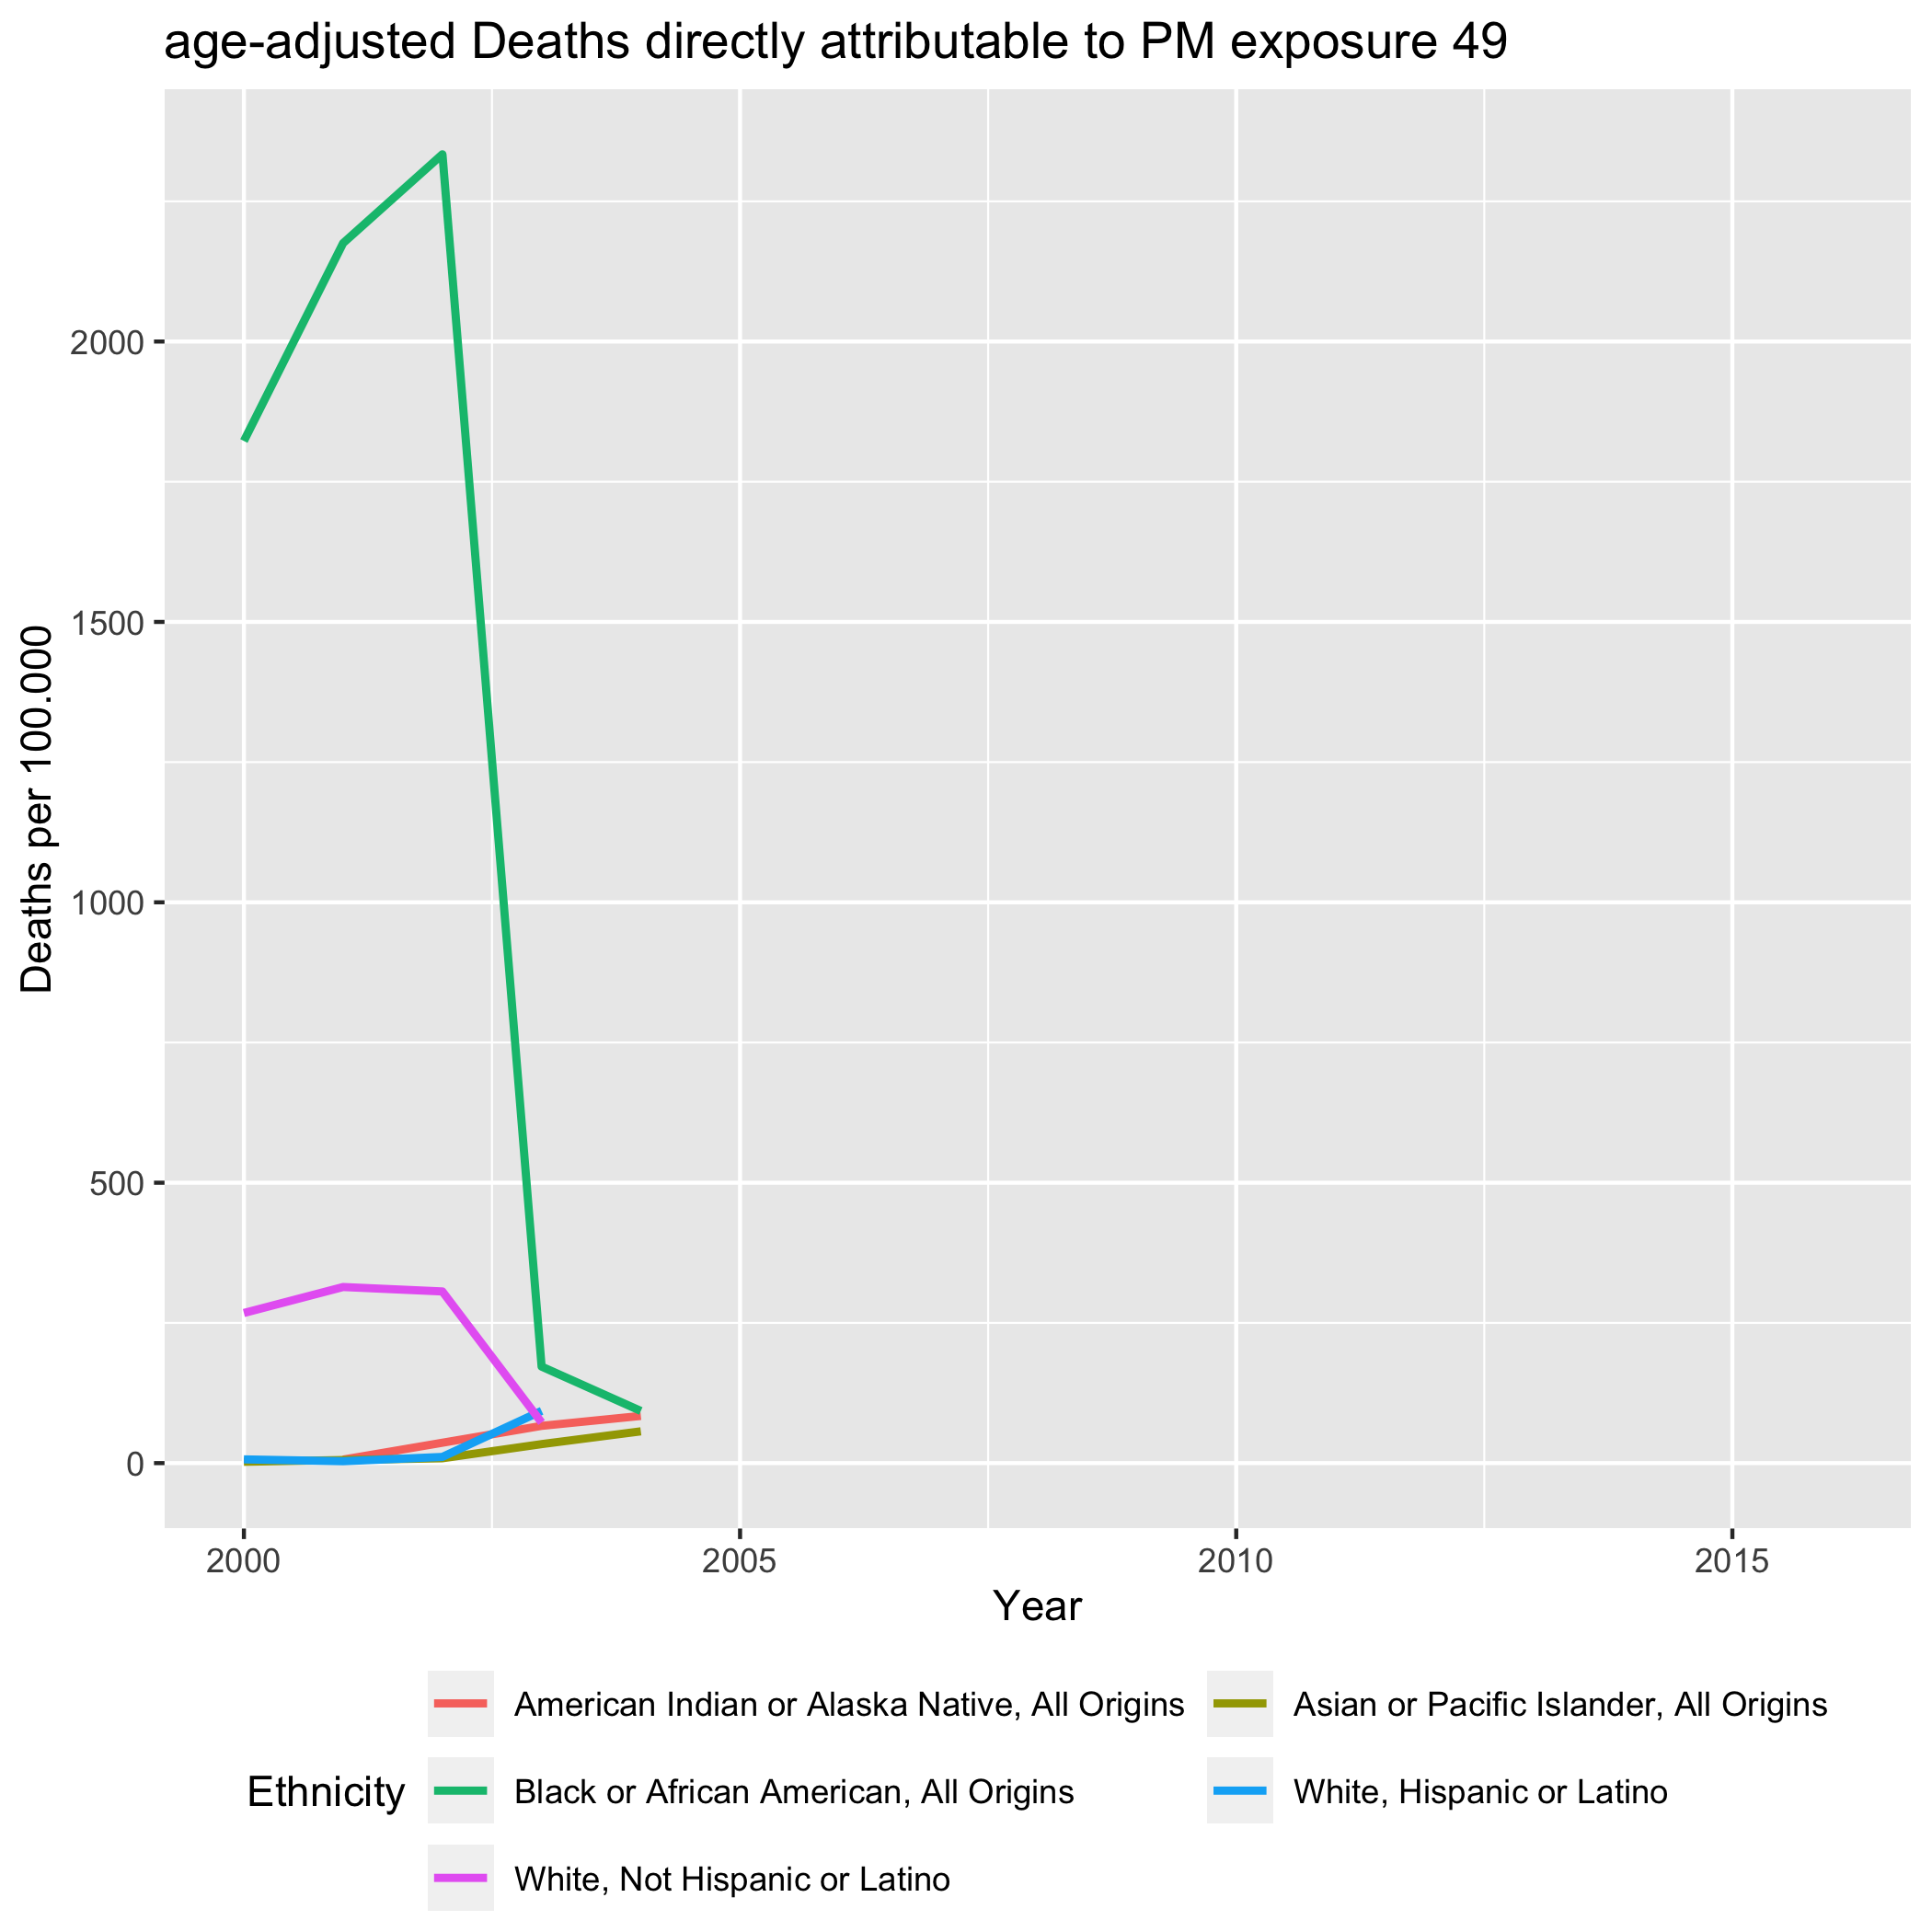 age-adjusted Deaths directly attributable to PM exposure 49
Deaths per 100.000
2000
1500
1000
500
0
2000 2005 2010 2015
Year
Ethnicity
American Indian or Alaska Native, All Origins
Asian or Pacific Islander, All Origins
Black or African American, All Origins
White, Hispanic or Latino
White, Not Hispanic or Latino